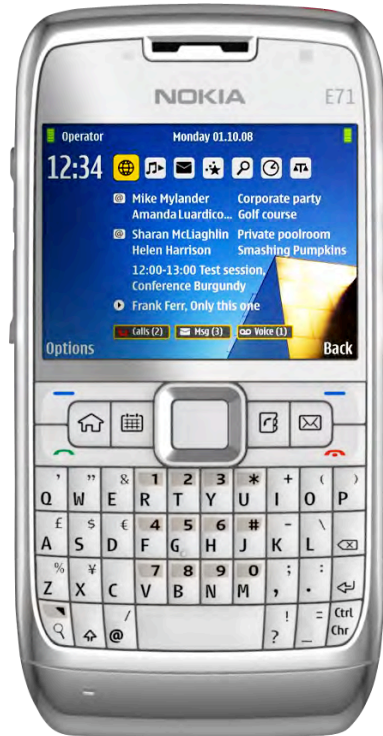 NOKIA E71
Operator Monday 01.10.08
12:34
Mike Mylander Corporate party
Amanda Luardico... Golf course
Sharan McLiaghlin Private poolroom
Helen Harrison Smashing Pumpkins
12:00-13:00 Test session,
Conference Burgundy
Frank Ferr, Only this one
Calls (2) Msg (3) Voice (1)
Options Back
' " & 1 2 3 * + ( )
Q W E R T Y U I O P
£ $ € 4 5 6 # - \
A S D F G H J K L
% ¥ 7 8 9 0 ; :
Z X C V B N M , .
/ ! = Ctrl
@ ? _ Chr